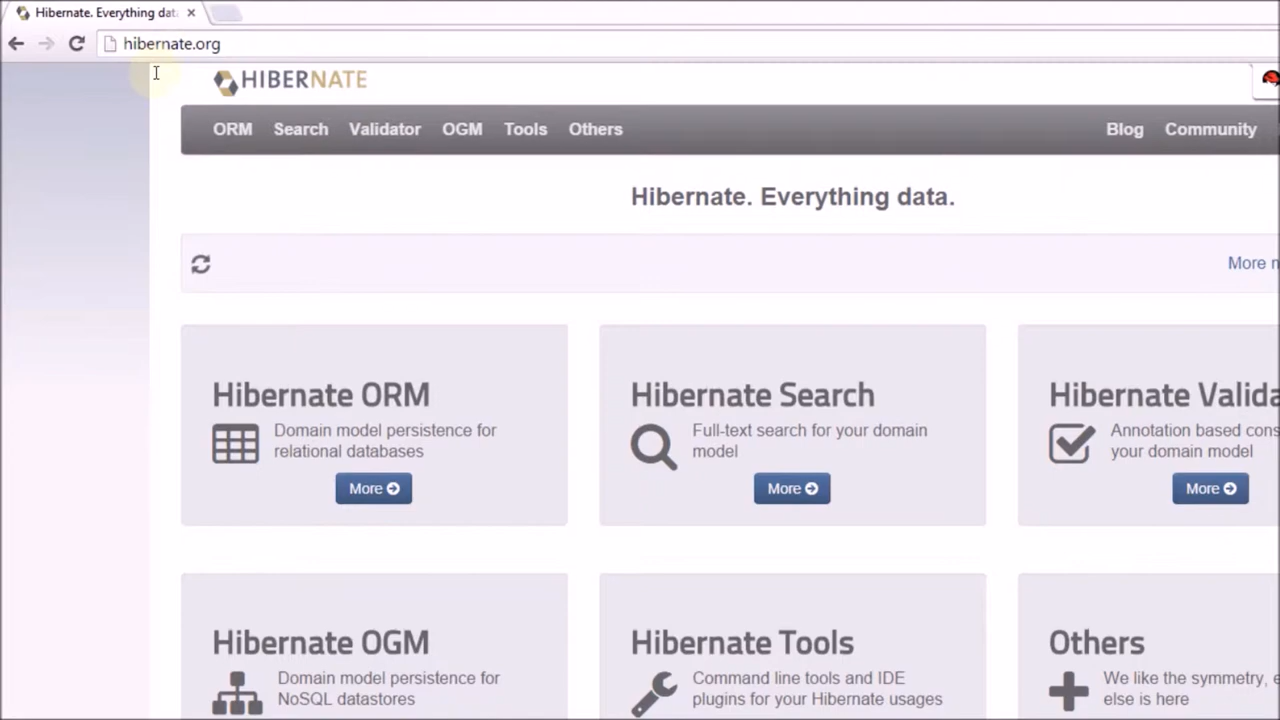 Hibernate. Everything dat
hibernate.org
HIBERNATE
ORM Search Validator OGM Tools Others Blog Community
Hibernate. Everything data.
More
Hibernate ORM
Domain model persistence for
relational databases
More
Hibernate Search
Full-text search for your domain
model
More
Hibernate Valida
Annotation based cons
your domain model
More
Hibernate OGM
Domain model persistence for
NoSQL datastores
Hibernate Tools
Command line tools and IDE
plugins for your Hibernate usages
Others
We like the symmetry, e
else is here